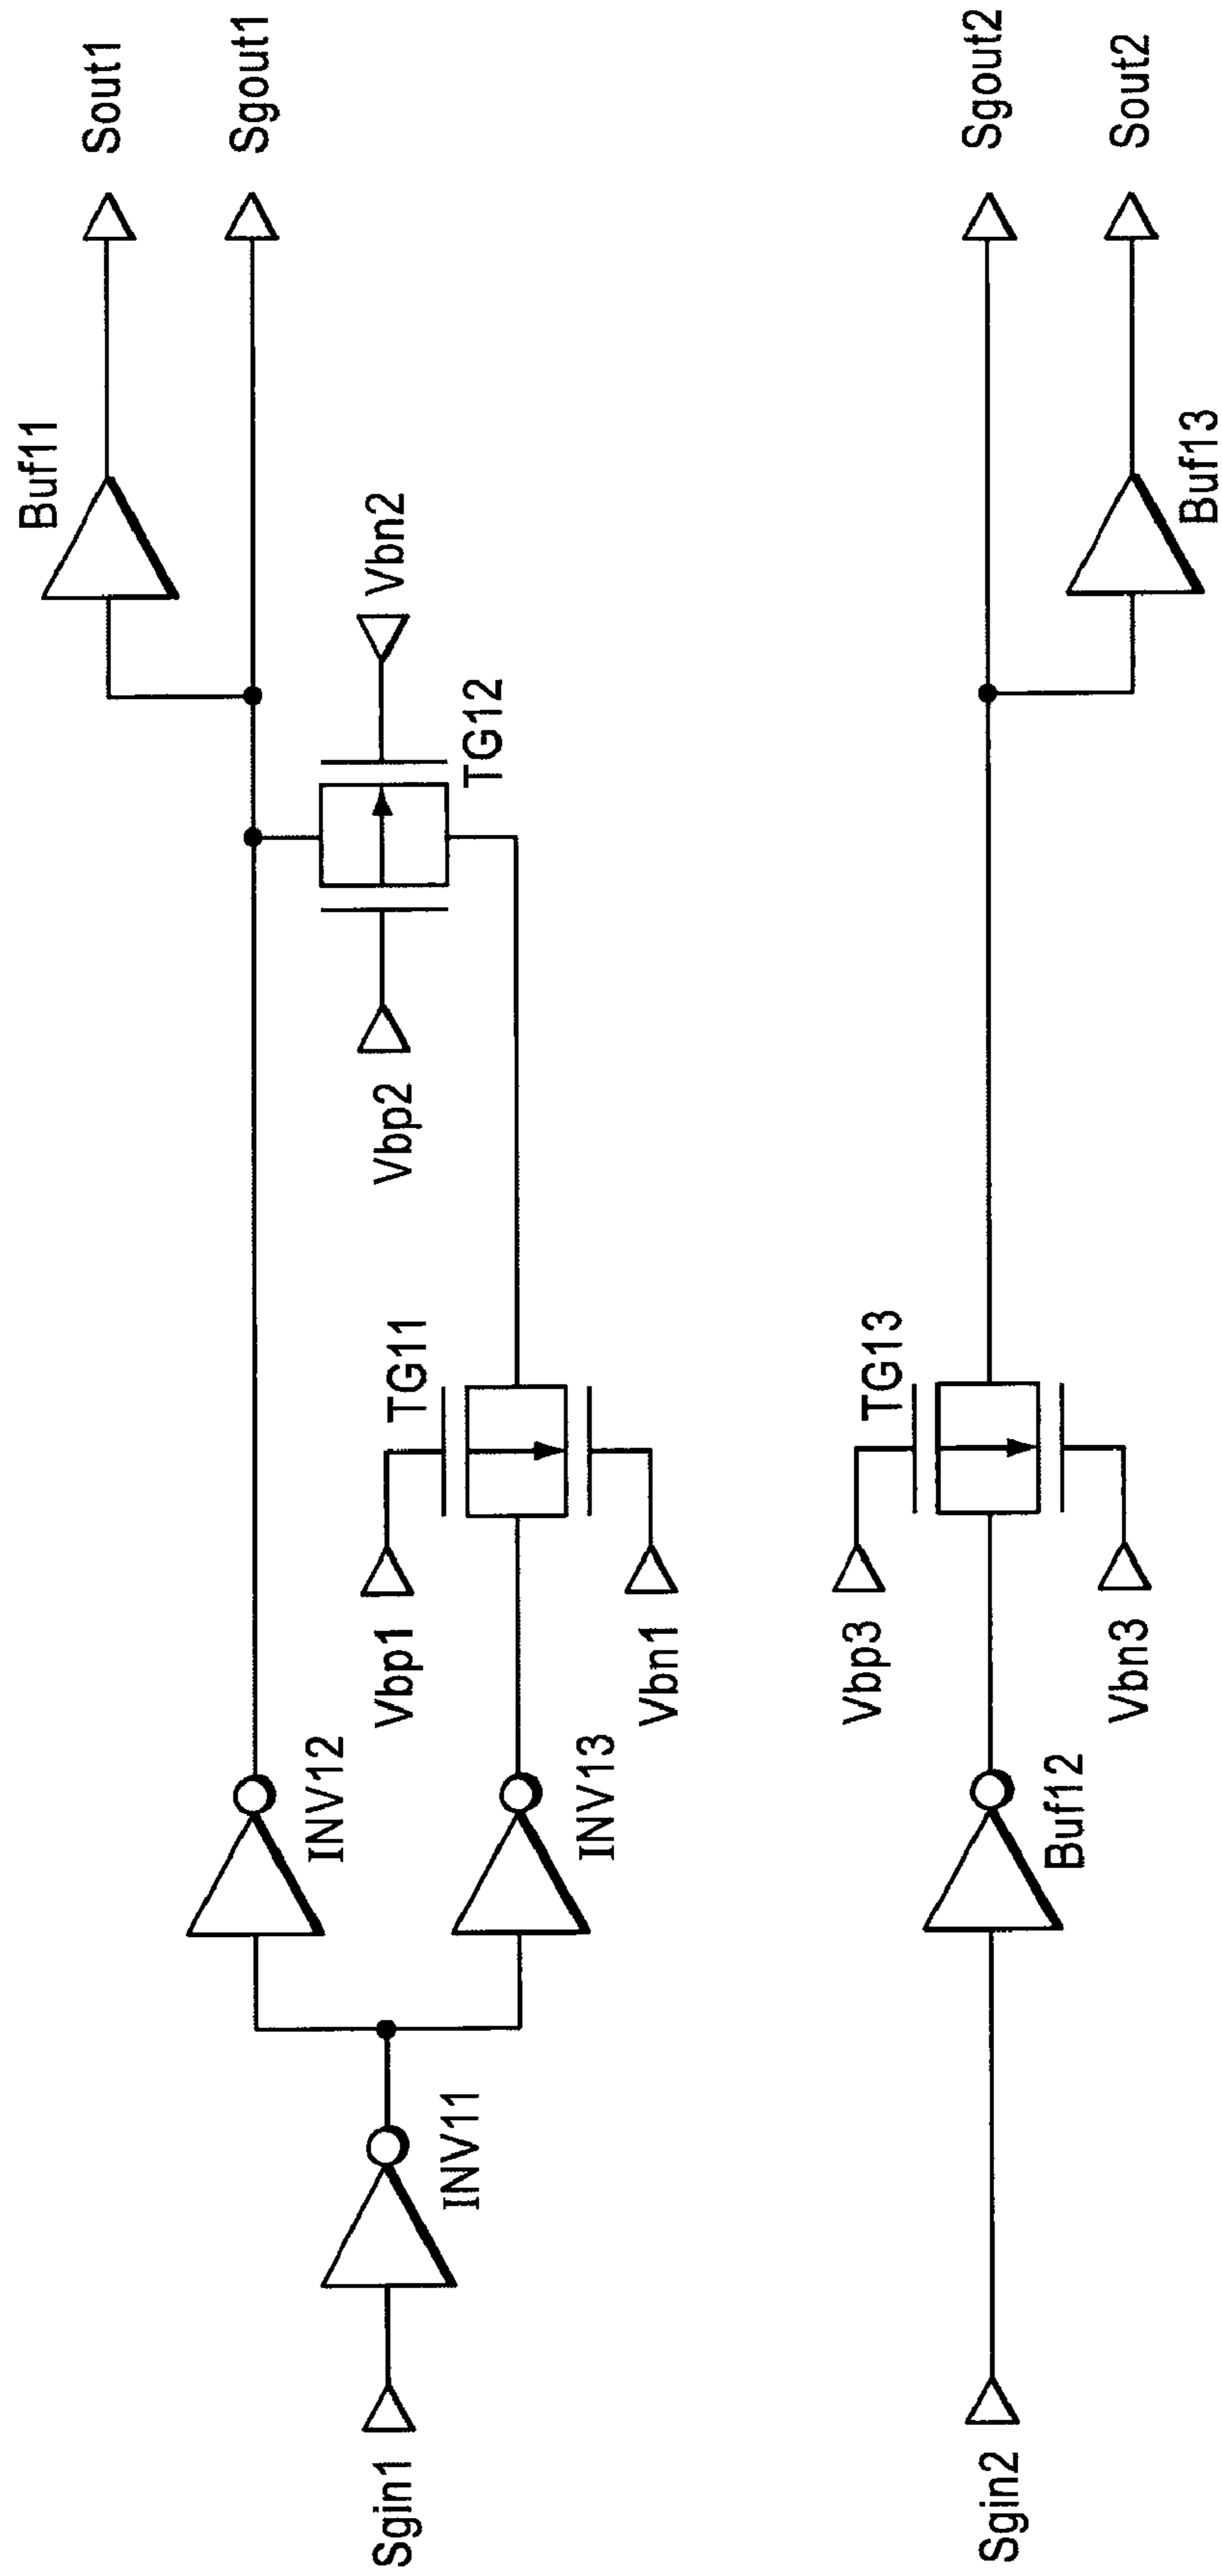 Sout1
Sgout1
Buf11
Vbn2
TG12
Vbp2
TG11
Vbp1
Vbn1
INV12
INV13
INV11
Sgin1
Sgout2
Sout2
Buf13
TG13
Vbp3
Vbn3
Buf12
Sgin2